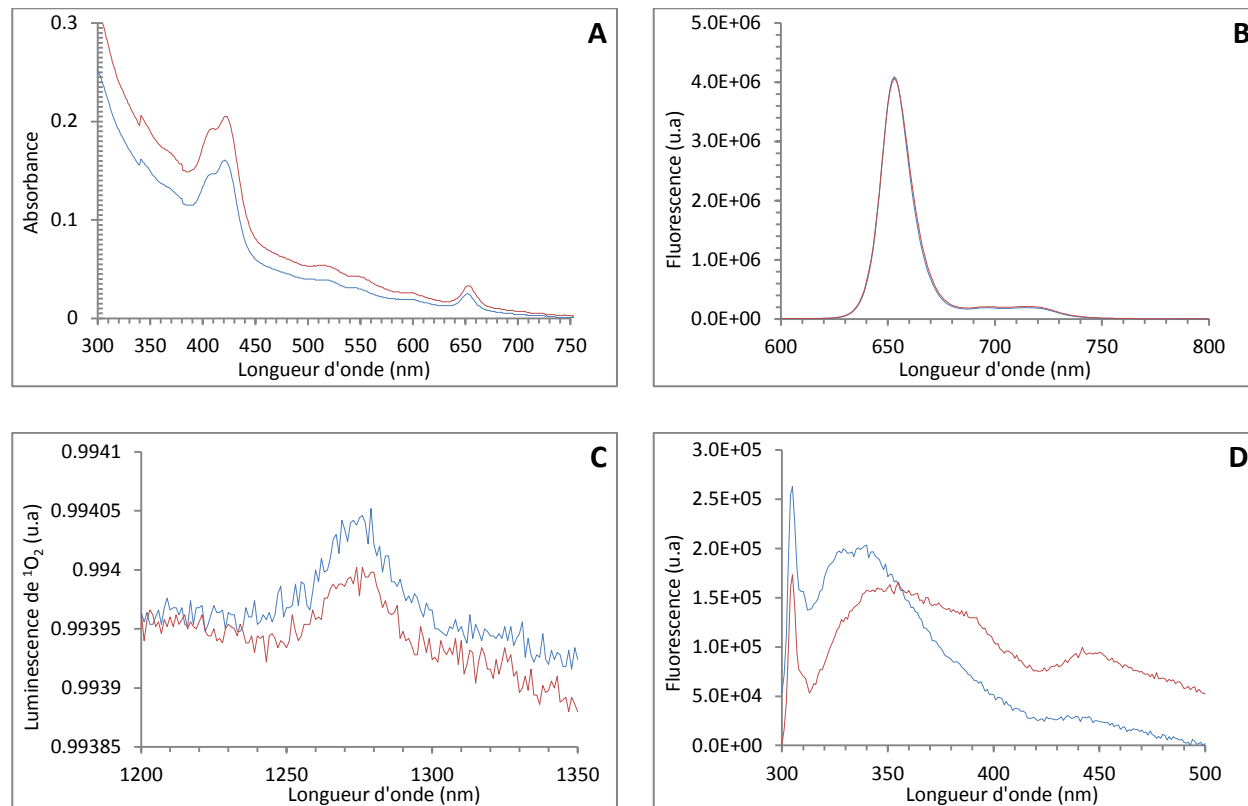 A
0.3
0.2
0.1
0
Absorbance
300 350 400 450 500 550 600 650 700 750
Longueur d'onde (nm)
B
5.0E+06
4.0E+06
3.0E+06
2.0E+06
1.0E+06
0.0E+00
Fluorescence (u.a)
600 650 700 750 800
Longueur d'onde (nm)
C
0.9941
0.99405
0.994
0.99395
0.9939
0.99385
Luminescence de ¹O₂ (u.a)
1200 1250 1300 1350
Longueur d'onde (nm)
D
3.0E+05
2.5E+05
2.0E+05
1.5E+05
1.0E+05
5.0E+04
0.0E+00
Fluorescence (u.a)
300 350 400 450 500
Longueur d'onde (nm)